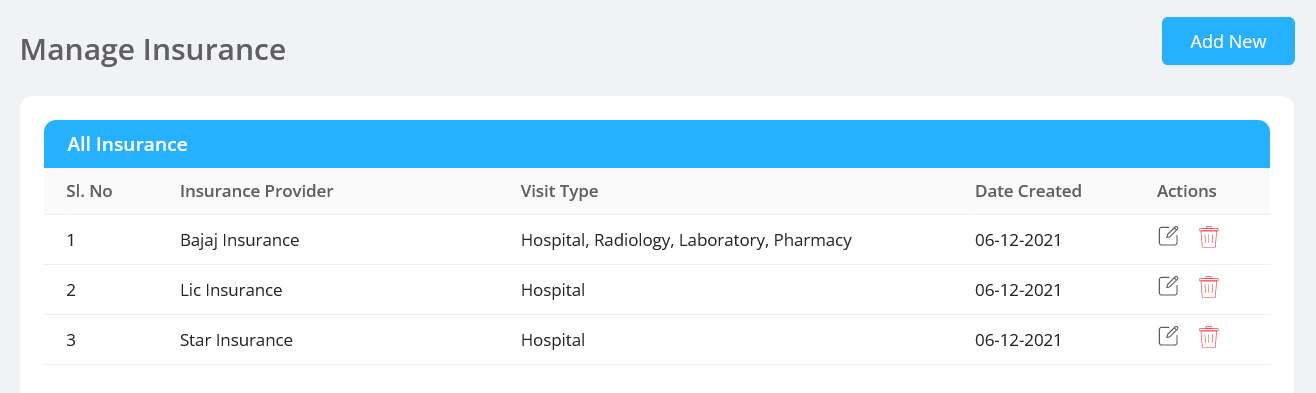 Manage Insurance
Add New
All Insurance
Sl. No Insurance Provider Visit Type Date Created Actions
1 Bajaj Insurance Hospital, Radiology, Laboratory, Pharmacy 06-12-2021
2 Lic Insurance Hospital 06-12-2021
3 Star Insurance Hospital 06-12-2021